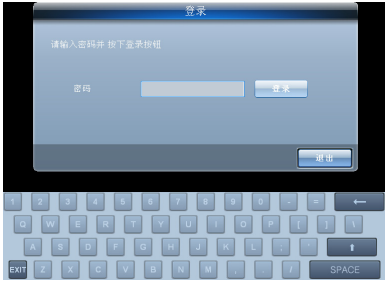 登录
请输入密码并 按下登录按钮
密码 登录
退出
1 2 3 4 5 6 7 8 9 0 - = ←
Q W E R T Y U I O P [ ] \
A S D F G H J K L ; ' ⬆
EXIT Z X C V B N M , . / SPACE